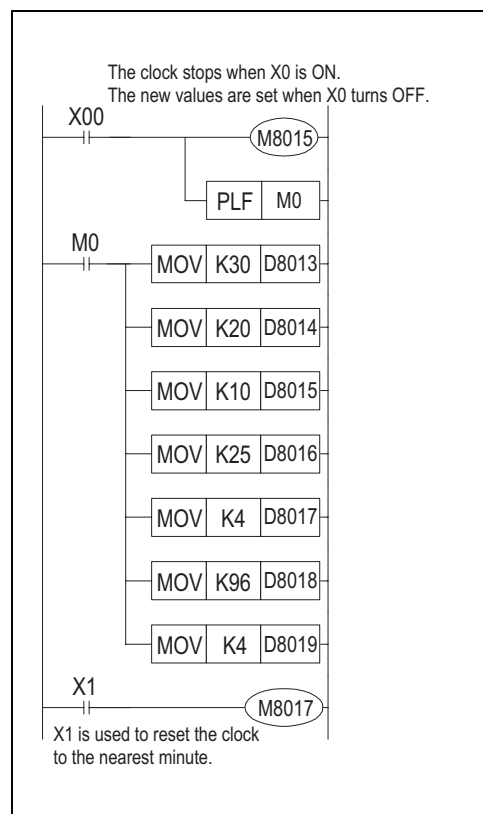 The clock stops when X0 is ON.
The new values are set when X0 turns OFF.
X00
M8015
PLF M0
M0
MOV K30 D8013
MOV K20 D8014
MOV K10 D8015
MOV K25 D8016
MOV K4 D8017
MOV K96 D8018
MOV K4 D8019
X1
M8017
X1 is used to reset the clock
to the nearest minute.